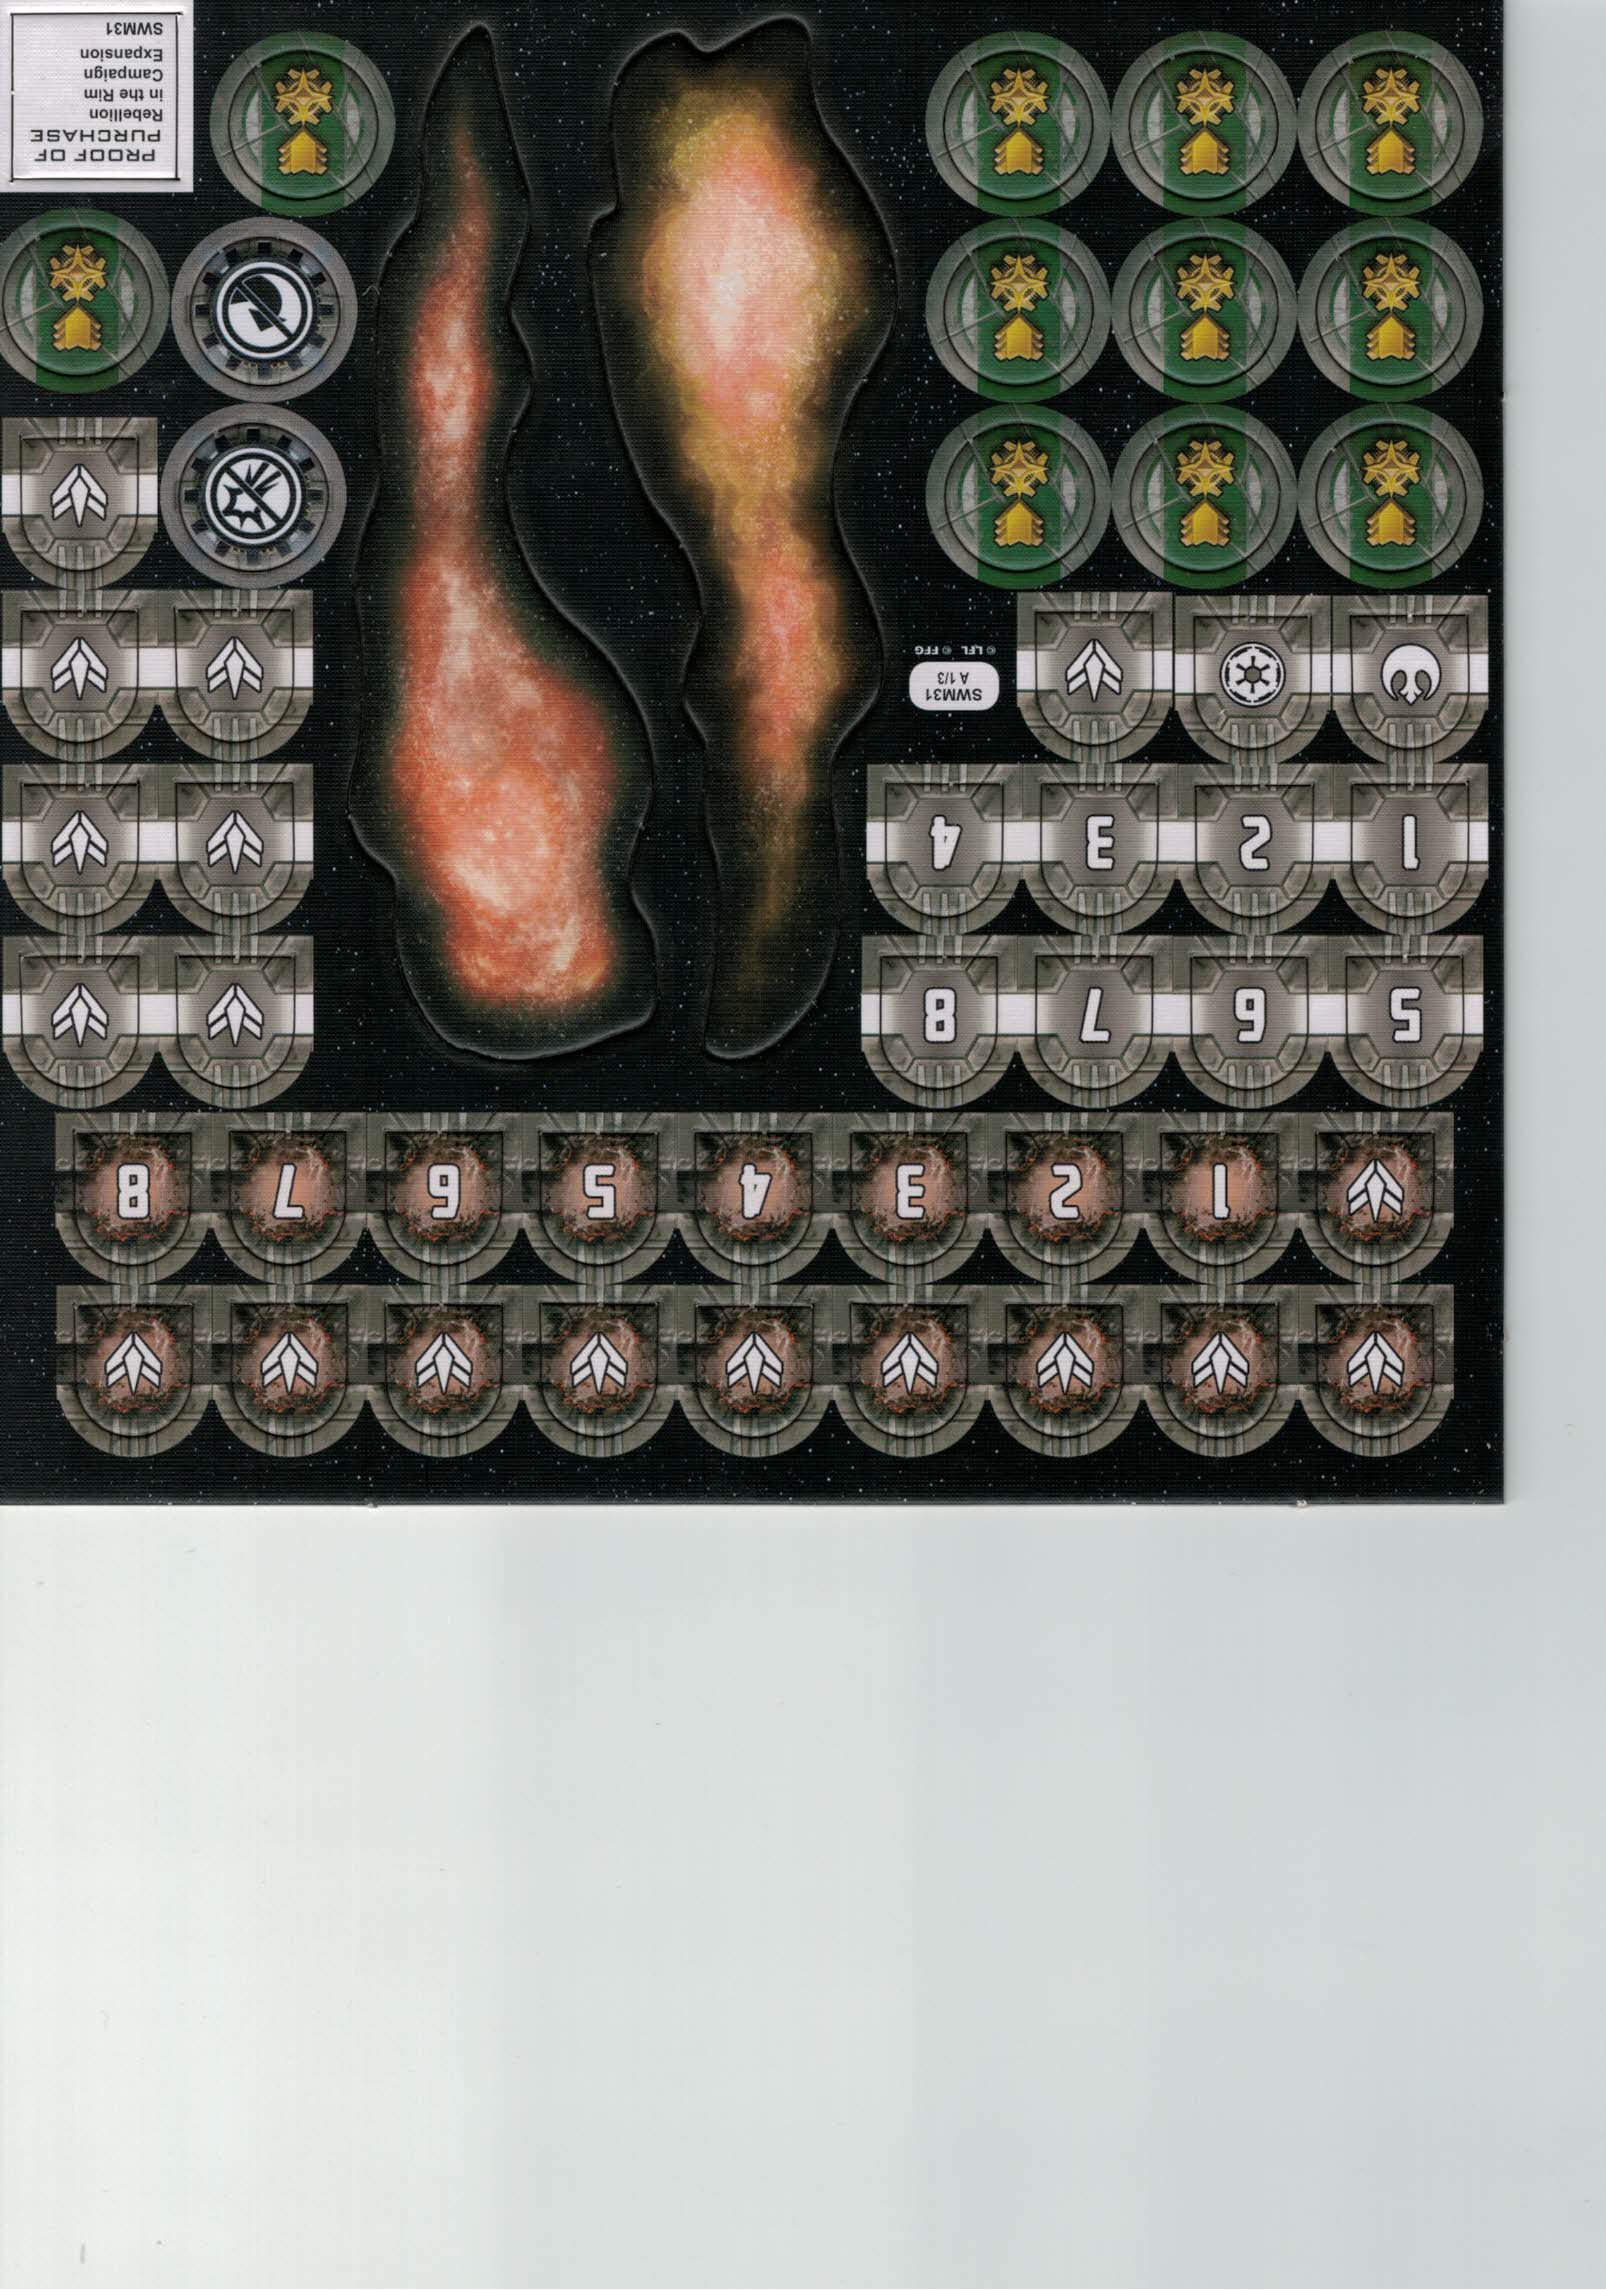 PROOF OF
PURCHASE
Rebellion
in the Rim
Campaign
Expansion
SWM31
SWM31
A 1/3
© LFL © FFG
1 2 3 4
5 6 7 8
1 2 3 4 5 6 7 8